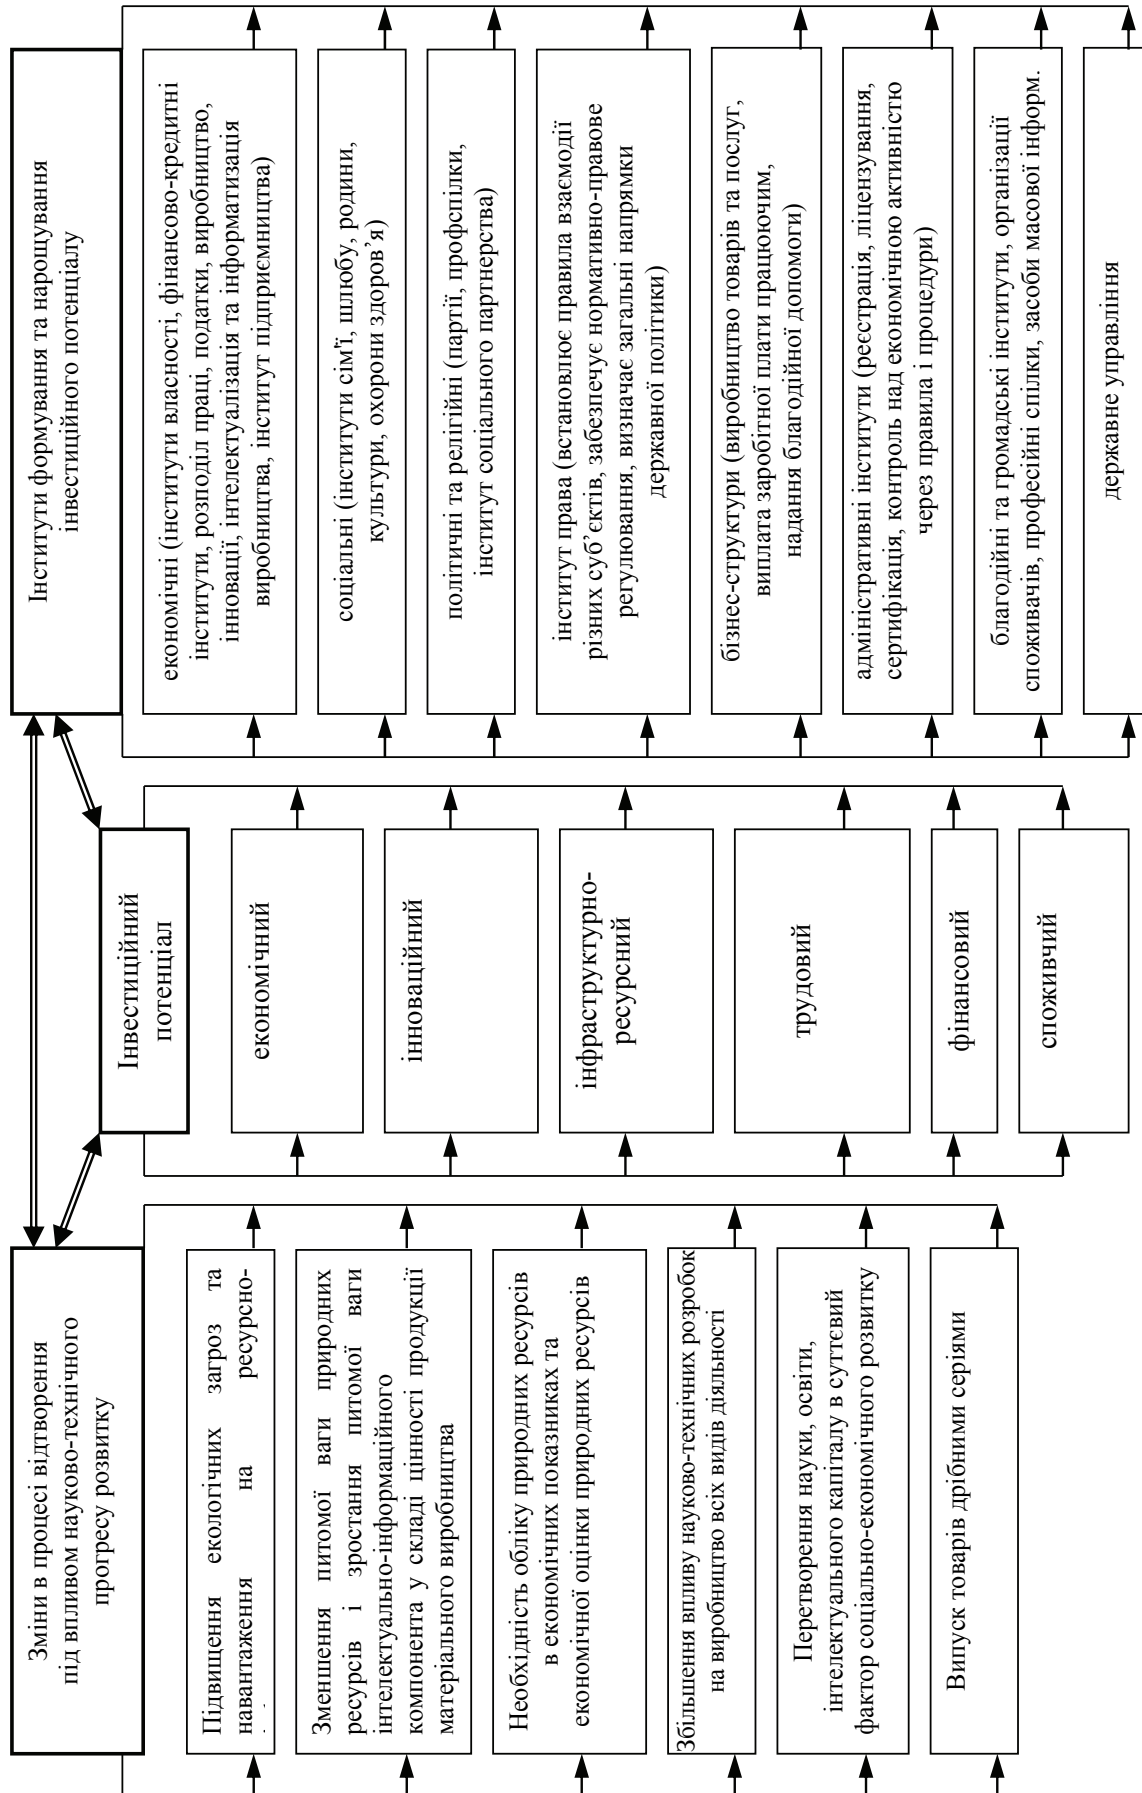 Зміни в процесі відтворення
під впливом науково-технічного
прогресу розвитку
Підвищення екологічних загроз та
навантаження на ресурсно-
Зменшення питомої ваги природних
ресурсів і зростання питомої ваги
інтелектуально-інформаційного
компонента у складі цінності продукції
матеріального виробництва
Необхідність обліку природних ресурсів
в економічних показниках та
економічної оцінки природних ресурсів
Збільшення впливу науково-технічних розробок
на виробництво всіх видів діяльності
Перетворення науки, освіти,
інтелектуального капіталу в суттєвий
фактор соціально-економічного розвитку
Випуск товарів дрібними серіями
Інвестиційний
потенціал
економічний
інноваційний
інфраструктурно-
ресурсний
трудовий
фінансовий
споживчий
Інститути формування та нарощування
інвестиційного потенціалу
економічні (інститути власності, фінансово-кредитні
інститути, розподіл праці, податки, виробництво,
інновації, інтелектуалізація та інформатизація
виробництва, інститут підприємництва)
соціальні (інститути сім'ї, шлюбу, родини,
культури, охорони здоров’я)
політичні та релігійні (партії, профспілки,
інститут соціального партнерства)
інститут права (встановлює правила взаємодії
різних суб’єктів, забезпечує нормативно-правове
регулювання, визначає загальні напрямки
державної політики)
бізнес-структури (виробництво товарів та послуг,
виплата заробітної плати працюючим,
надання благодійної допомоги)
адміністративні інститути (реєстрація, ліцензування,
сертифікація, контроль над економічною активністю
через правила і процедури)
благодійні та громадські інститути, організації
споживачів, професійні спілки, засоби масової інформ.
державне управління